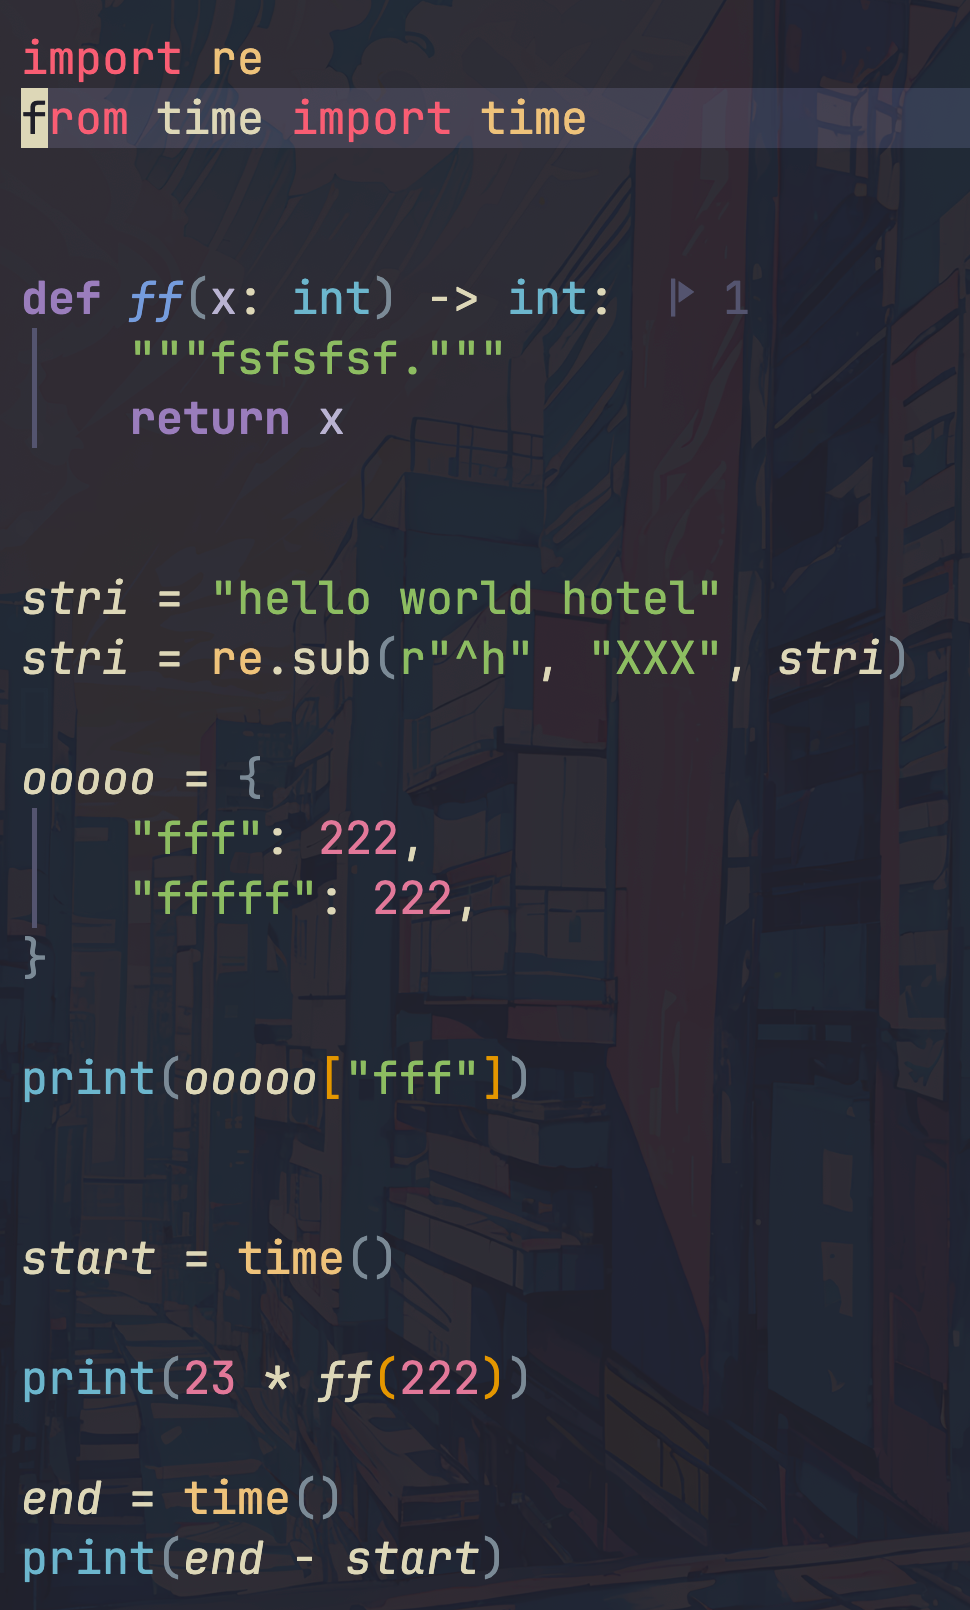 import re
from time import time
def ff(x: int) -> int: 1
"""fsfsfsf."""
return x
stri = "hello world hotel"
stri = re.sub(r"^h", "XXX", stri)
ooooo = {
"fff": 222,
"fffff": 222,
}
print(ooooo["fff"])
start = time()
print(23 * ff(222))
end = time()
print(end - start)